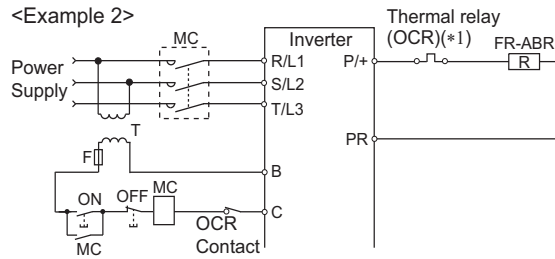 <Example 2>
MC
Inverter
Thermal relay
(OCR)(*1)
FR-ABR
Power
Supply
R/L1
S/L2
T/L3
P/+
R
T
PR
F
B
ON
OFF
MC
C
OCR
Contact
MC